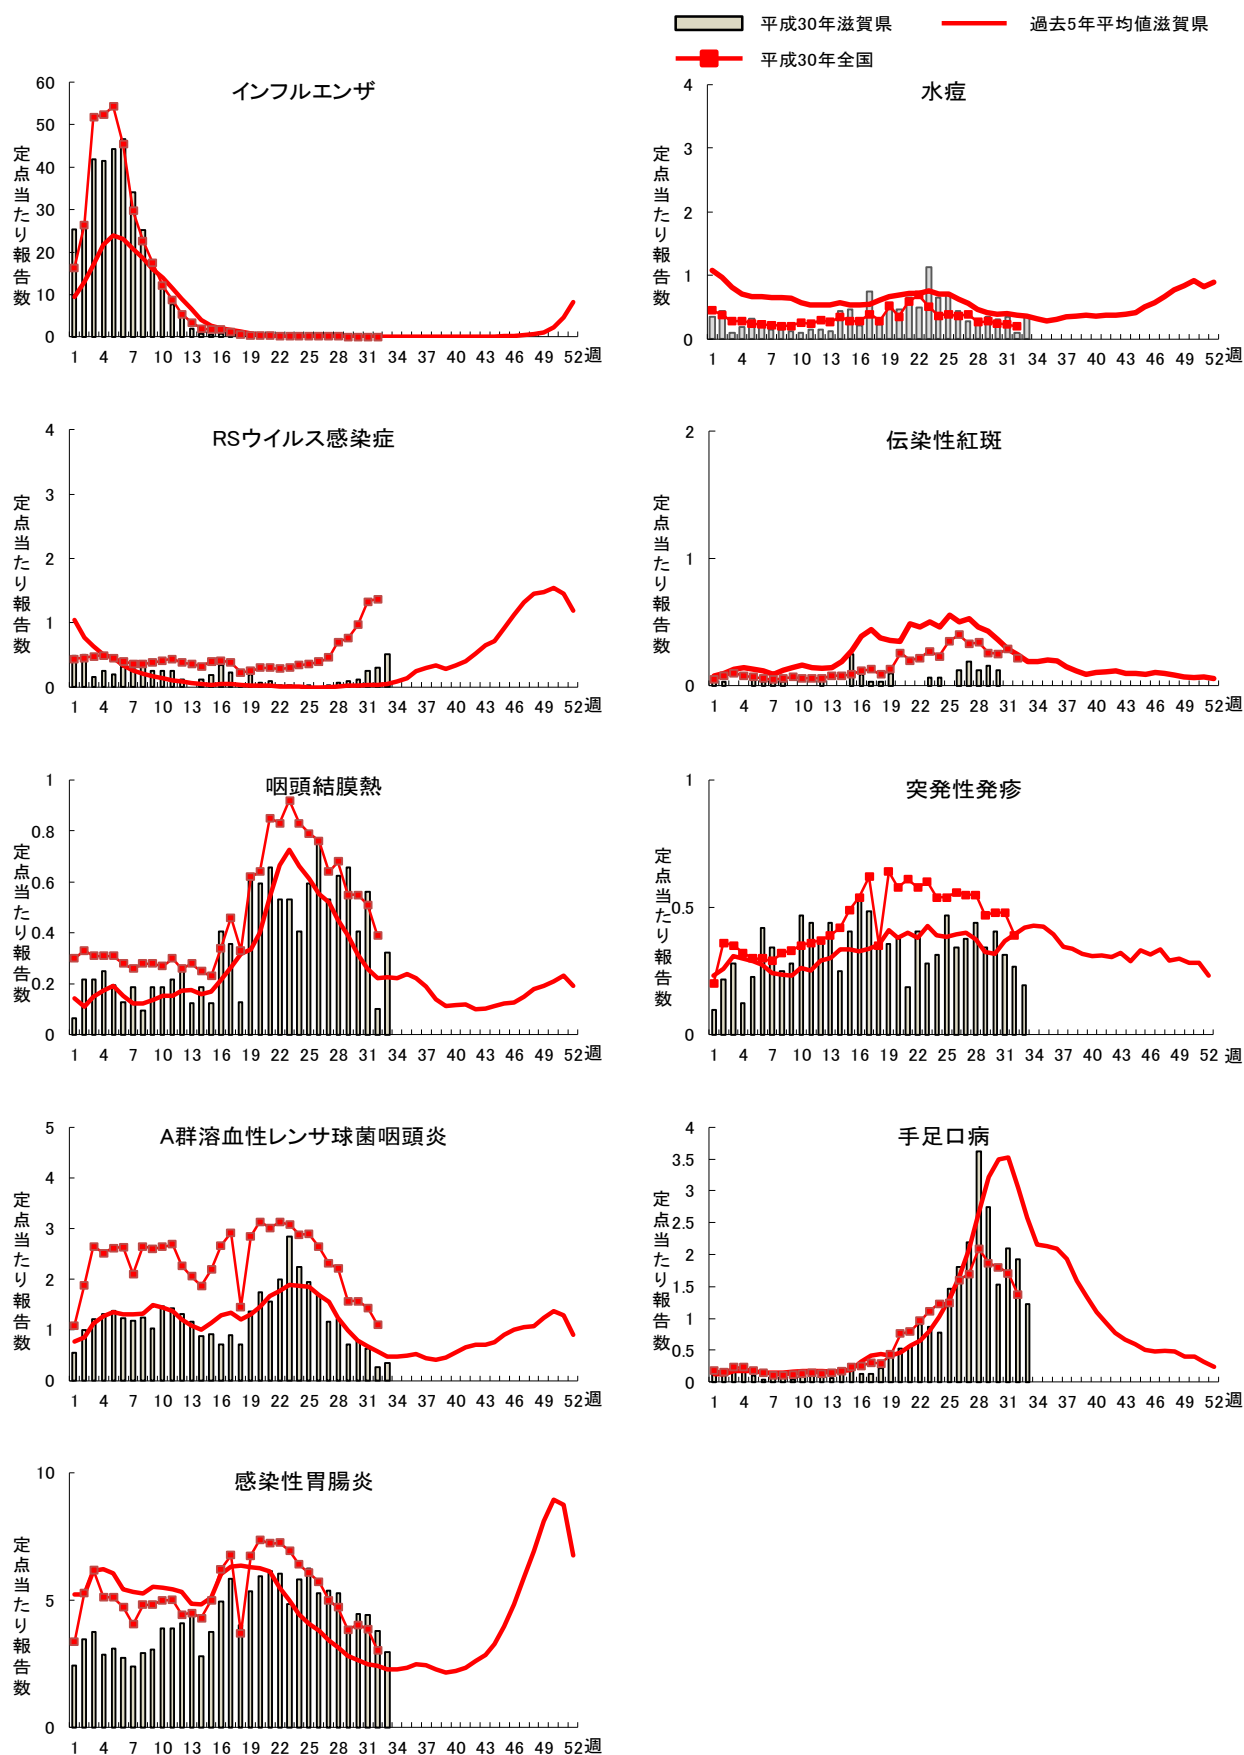 平成30年滋賀県
過去5年平均値滋賀県
平成30年全国
インフルエンザ
定点当たり報告数
60
50
40
30
20
10
0
1 4 7 10 13 16 19 22 25 28 31 34 37 40 43 46 49 52週
水痘
定点当たり報告数
4
3
2
1
0
1 4 7 10 13 16 19 22 25 28 31 34 37 40 43 46 49 52週
RSウイルス感染症
定点当たり報告数
4
3
2
1
0
1 4 7 10 13 16 19 22 25 28 31 34 37 40 43 46 49 52週
伝染性紅斑
定点当たり報告数
2
1
0
1 4 7 10 13 16 19 22 25 28 31 34 37 40 43 46 49 52週
咽頭結膜熱
定点当たり報告数
1
0.8
0.6
0.4
0.2
0
1 4 7 10 13 16 19 22 25 28 31 34 37 40 43 46 49 52週
突発性発疹
定点当たり報告数
1
0.5
0
1 4 7 10 13 16 19 22 25 28 31 34 37 40 43 46 49 52週
A群溶血性レンサ球菌咽頭炎
定点当たり報告数
5
4
3
2
1
0
1 4 7 10 13 16 19 22 25 28 31 34 37 40 43 46 49 52週
手足口病
定点当たり報告数
4
3.5
3
2.5
2
1.5
1
0.5
0
1 4 7 10 13 16 19 22 25 28 31 34 37 40 43 46 49 52週
感染性胃腸炎
定点当たり報告数
10
5
0
1 4 7 10 13 16 19 22 25 28 31 34 37 40 43 46 49 52週